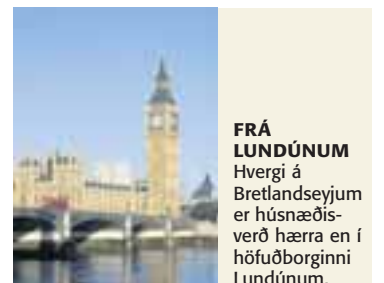 FRÁ
LUNDÚNUM
Hvergi á
Bretlandseyjum
er húsnæðis-
verð hærra en í
höfuðborginni
Lundúnum.